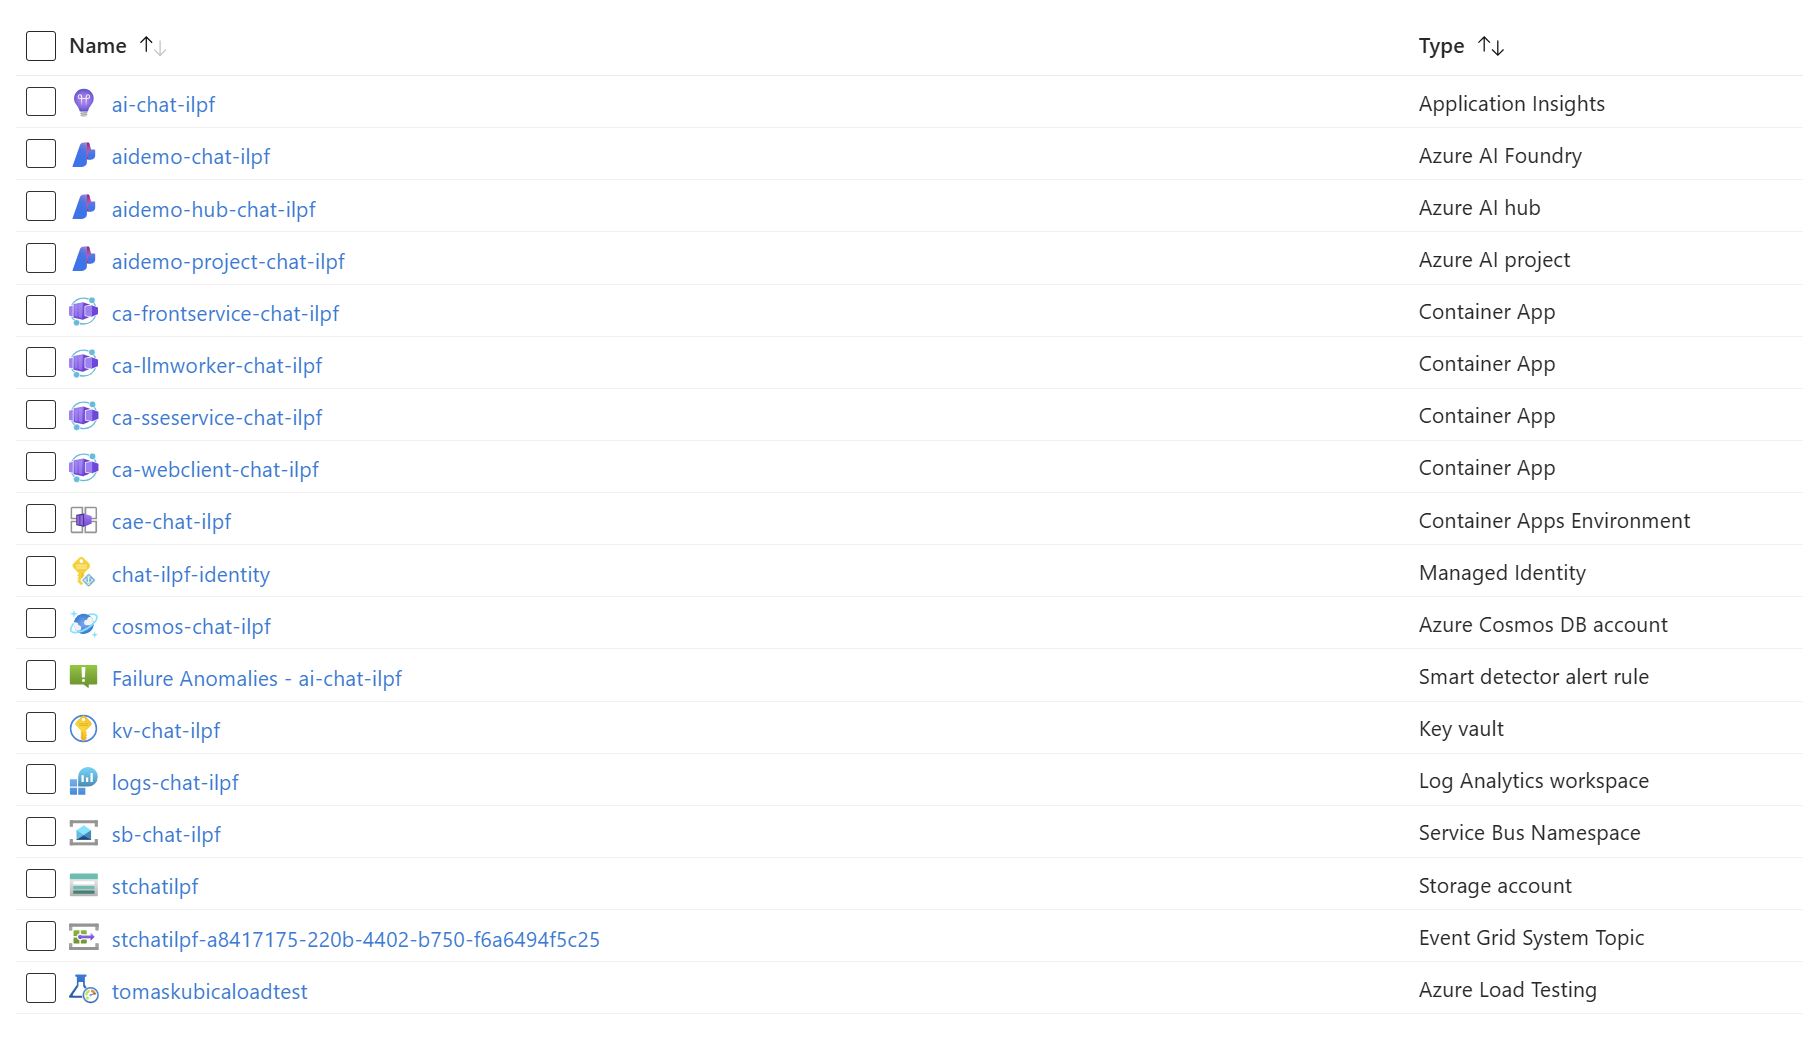 Name Type
ai-chat-ilpf Application Insights
aidemo-chat-ilpf Azure AI Foundry
aidemo-hub-chat-ilpf Azure AI hub
aidemo-project-chat-ilpf Azure AI project
ca-frontservice-chat-ilpf Container App
ca-llmworker-chat-ilpf Container App
ca-sseservice-chat-ilpf Container App
ca-webclient-chat-ilpf Container App
cae-chat-ilpf Container Apps Environment
chat-ilpf-identity Managed Identity
cosmos-chat-ilpf Azure Cosmos DB account
Failure Anomalies - ai-chat-ilpf Smart detector alert rule
kv-chat-ilpf Key vault
logs-chat-ilpf Log Analytics workspace
sb-chat-ilpf Service Bus Namespace
stchatilpf Storage account
stchatilpf-a8417175-220b-4402-b750-f6a6494f5c25 Event Grid System Topic
tomaskubicaloadtest Azure Load Testing